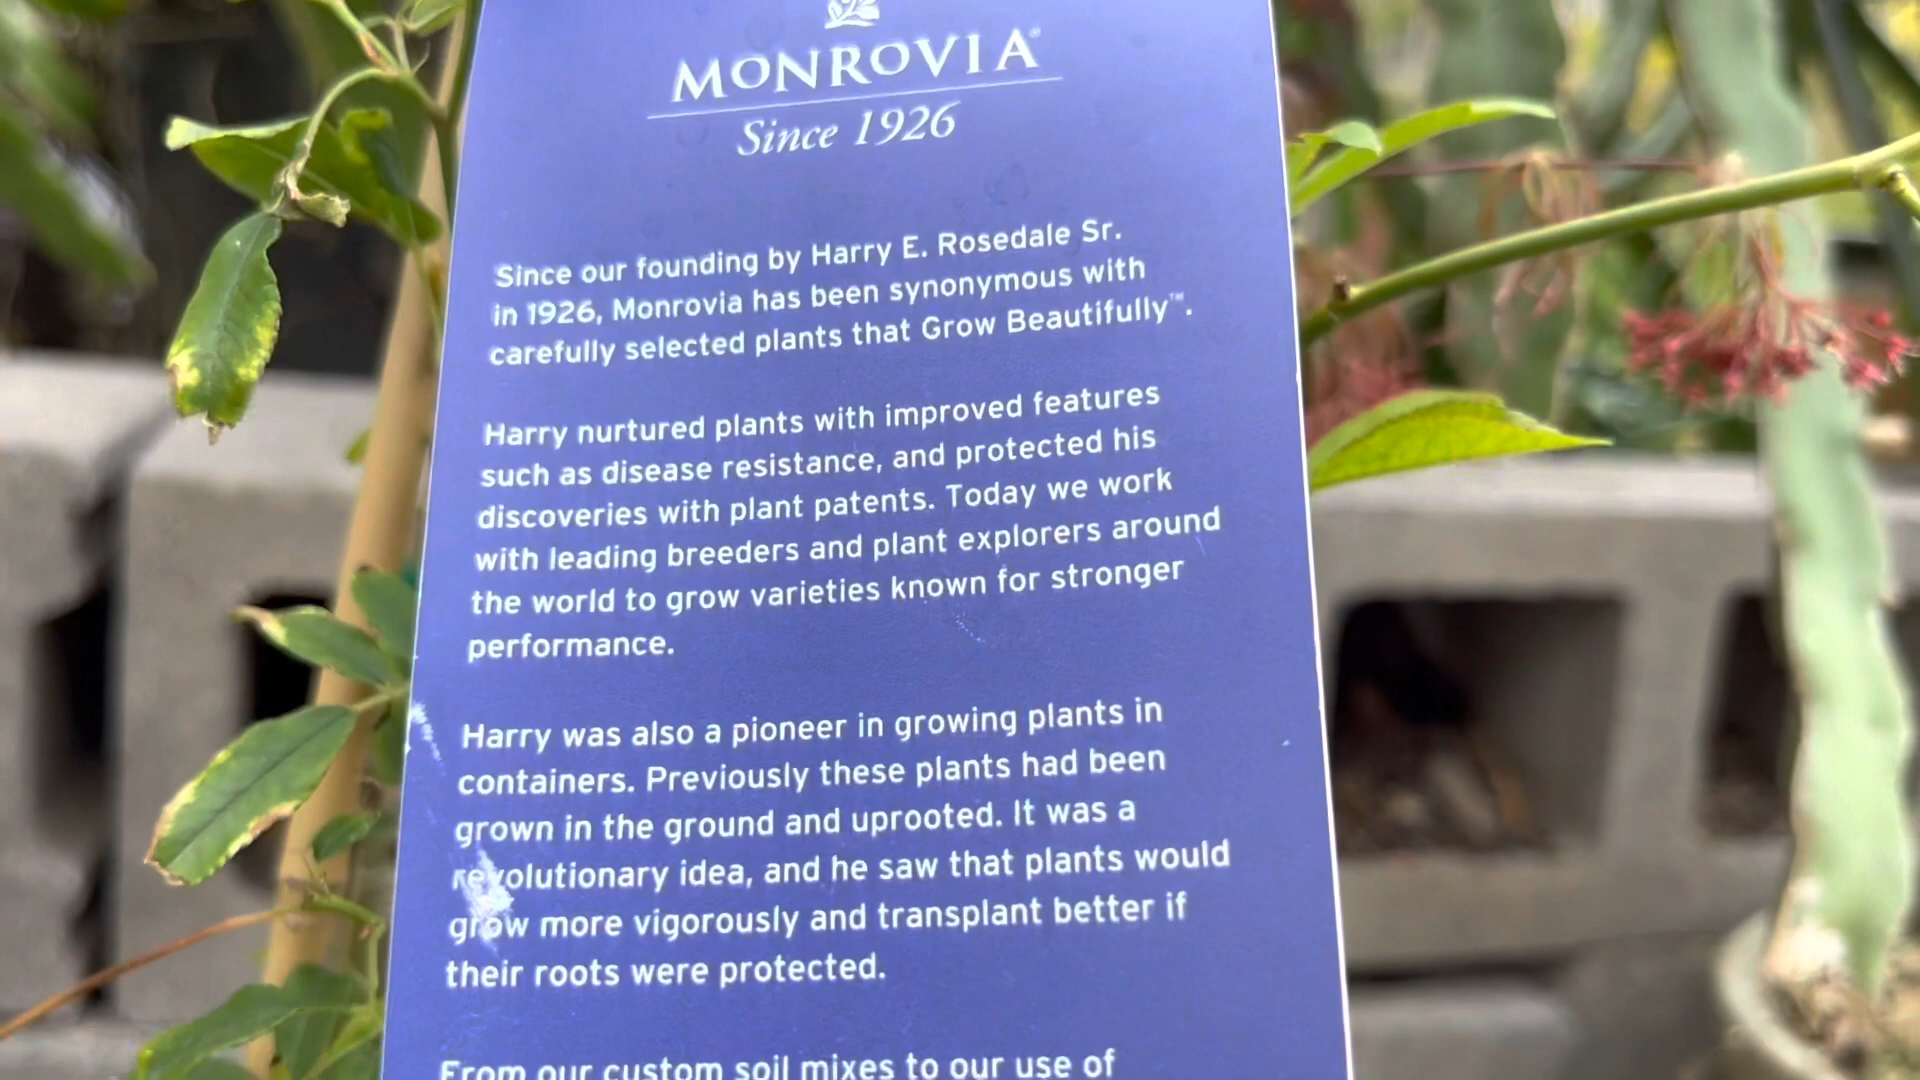 MONROVIA®
Since 1926
Since our founding by Harry E. Rosedale Sr.
in 1926, Monrovia has been synonymous with
carefully selected plants that Grow Beautifully™.
Harry nurtured plants with improved features
such as disease resistance, and protected his
discoveries with plant patents. Today we work
with leading breeders and plant explorers around
the world to grow varieties known for stronger
performance.
Harry was also a pioneer in growing plants in
containers. Previously these plants had been
grown in the ground and uprooted. It was a
revolutionary idea, and he saw that plants would
grow more vigorously and transplant better if
their roots were protected.
From our custom soil mixes to our use of